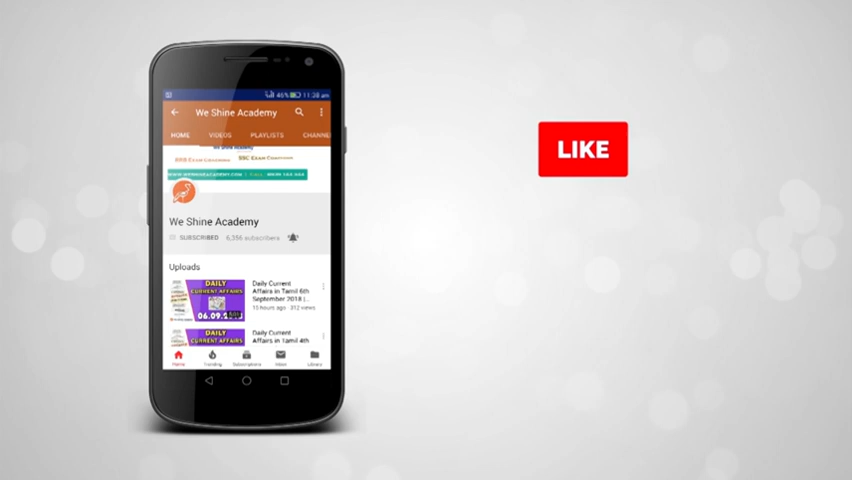 46% 11:38 am
We Shine Academy
HOME VIDEOS PLAYLISTS CHANNE
We Shine Academy
We Shine Academy
SUBSCRIBED 6,356 subscribers
Uploads
DAILY
CURRENT AFFAIRS
Daily Current
Affairs in Tamil 6th
September 2018 |...
15 hours ago · 312 views
DAILY
CURRENT AFFAIRS
Daily Current
Affairs in Tamil 4th
Home Trending Subscriptions Inbox Library
LIKE